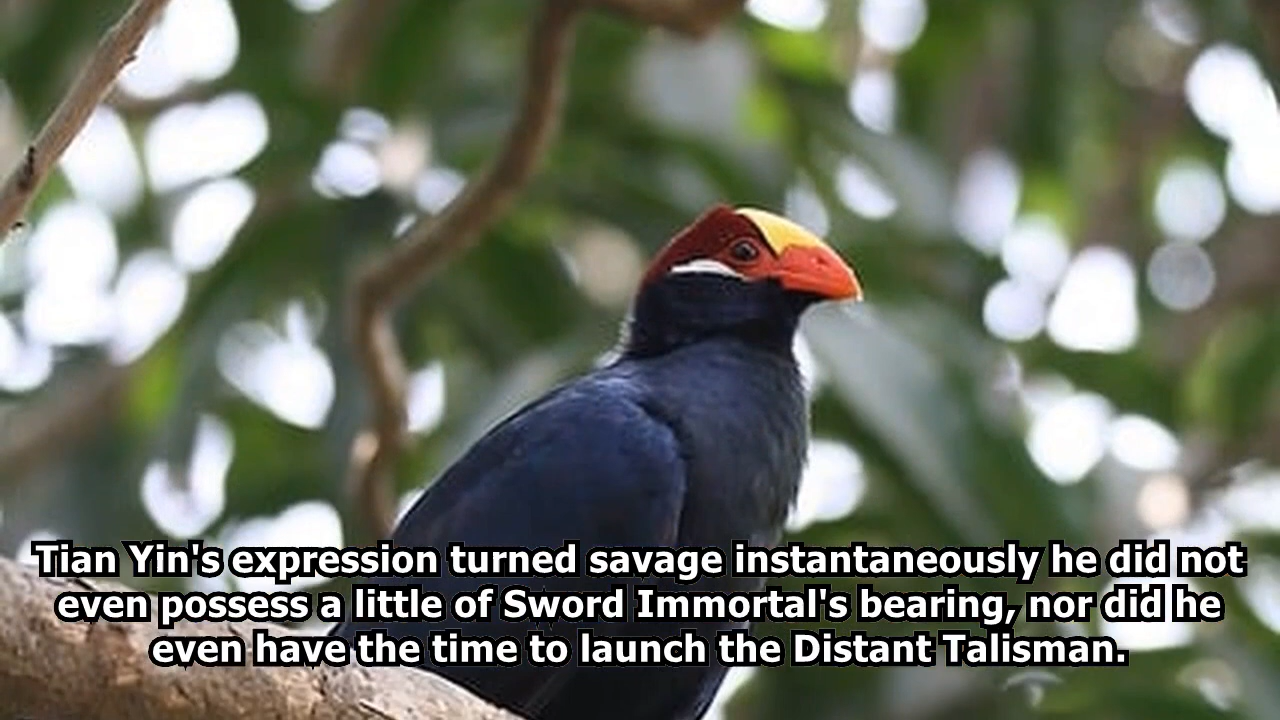 Tian Yin's expression turned savage instantaneously he did not
even possess a little of Sword Immortal's bearing, nor did he
even have the time to launch the Distant Talisman.